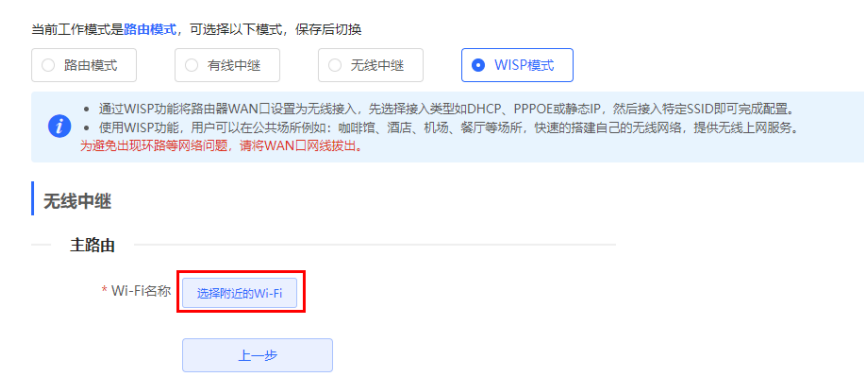 当前工作模式是路由模式，可选择以下模式，保存后切换
路由模式 有线中继 无线中继 WISP模式
• 通过WISP功能将路由器WAN口设置为无线接入，先选择接入类型如DHCP、PPPOE或静态IP，然后接入特定SSID即可完成配置。
• 使用WISP功能，用户可以在公共场所例如：咖啡馆、酒店、机场、餐厅等场所，快速的搭建自己的无线网络，提供无线上网服务。
为避免出现环路等网络问题，请将WAN口网线拔出。
无线中继
主路由
* Wi-Fi名称 选择附近的Wi-Fi
上一步